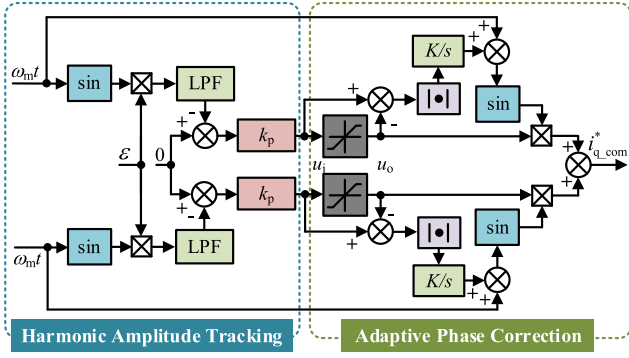 ω_m t
sin
LPF
K/s
+
+
|•|
sin
-
+
0
k_p
+
-
ε
u_i
u_o
+
+
i*_q_com
+
-
k_p
-
+
sin
LPF
|•|
K/s
sin
+
+
ω_m t
Harmonic Amplitude Tracking
Adaptive Phase Correction